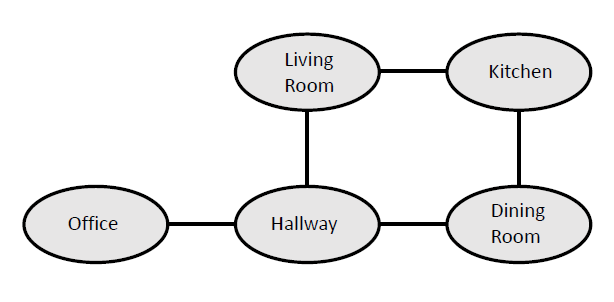 Living
Room
Kitchen
Office
Hallway
Dining
Room